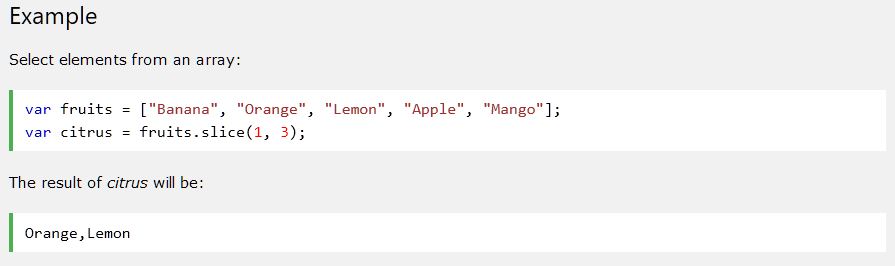 Example
Select elements from an array:
var fruits = ["Banana", "Orange", "Lemon", "Apple", "Mango"];
var citrus = fruits.slice(1, 3);
The result of citrus will be:
Orange,Lemon